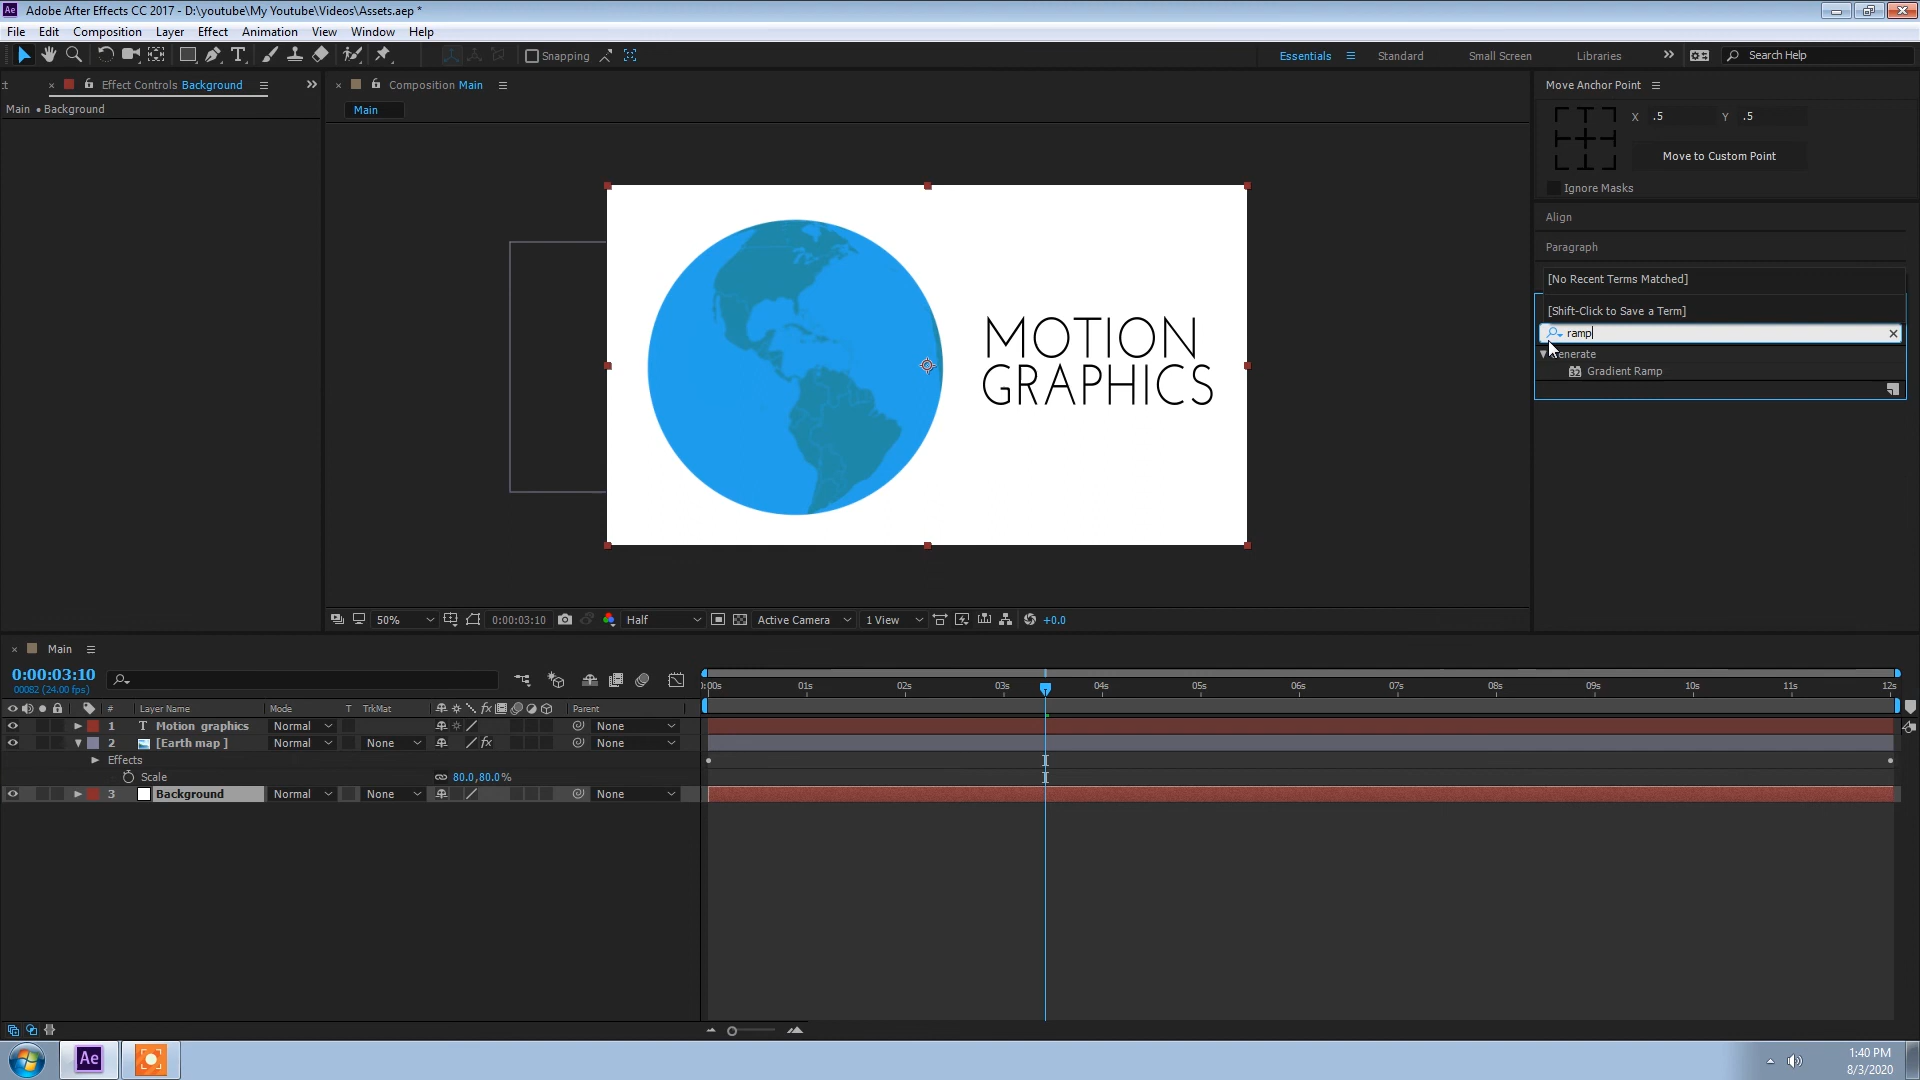 Adobe After Effects CC 2017 - D:\youtube\My Youtube\Videos\Assets.aep *
File Edit Composition Layer Effect Animation View Window Help
Snapping
Essentials Standard Small Screen Libraries
Search Help
Effect Controls Background
Main • Background
Composition Main
Main
MOTION
GRAPHICS
Move Anchor Point
X .5 Y .5
Move to Custom Point
Ignore Masks
Align
Paragraph
[No Recent Terms Matched]
[Shift-Click to Save a Term]
ramp
Gradient Ramp
50% 0:00:03:10 Half Active Camera 1 View +0.0
Main
0:00:03:10
00082 (24.00 fps)
# Layer Name Mode T TrkMat Parent
1 T Motion graphics Normal None
2 [Earth map ] Normal None None
Effects
Scale 80.0,80.0%
3 Background Normal None None
:00s 01s 02s 03s 04s 05s 06s 07s 08s 09s 10s 11s 12s
Ae
1:40 PM
8/3/2020